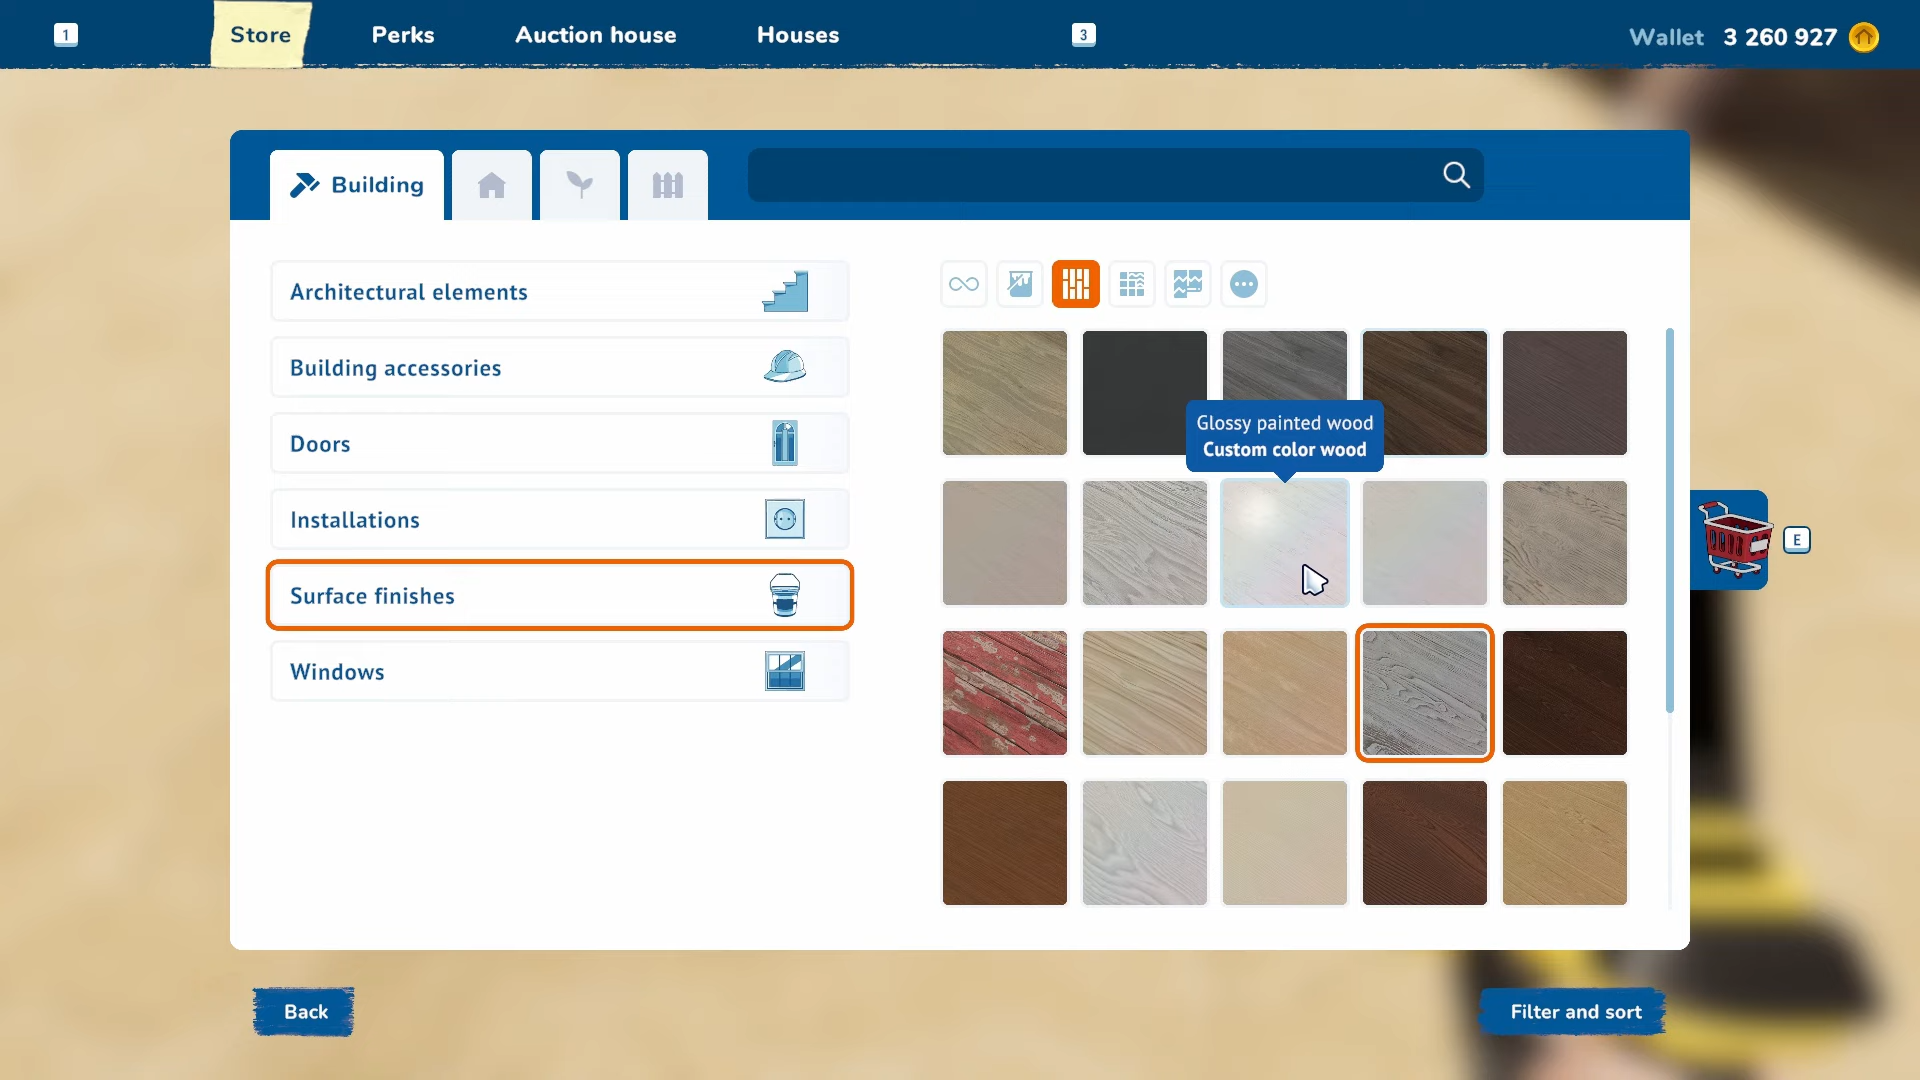 1
Store
Perks
Auction house
Houses
3
Wallet 3 260 927
Building
Architectural elements
Building accessories
Doors
Installations
Surface finishes
Windows
Glossy painted wood
Custom color wood
E
Back
Filter and sort